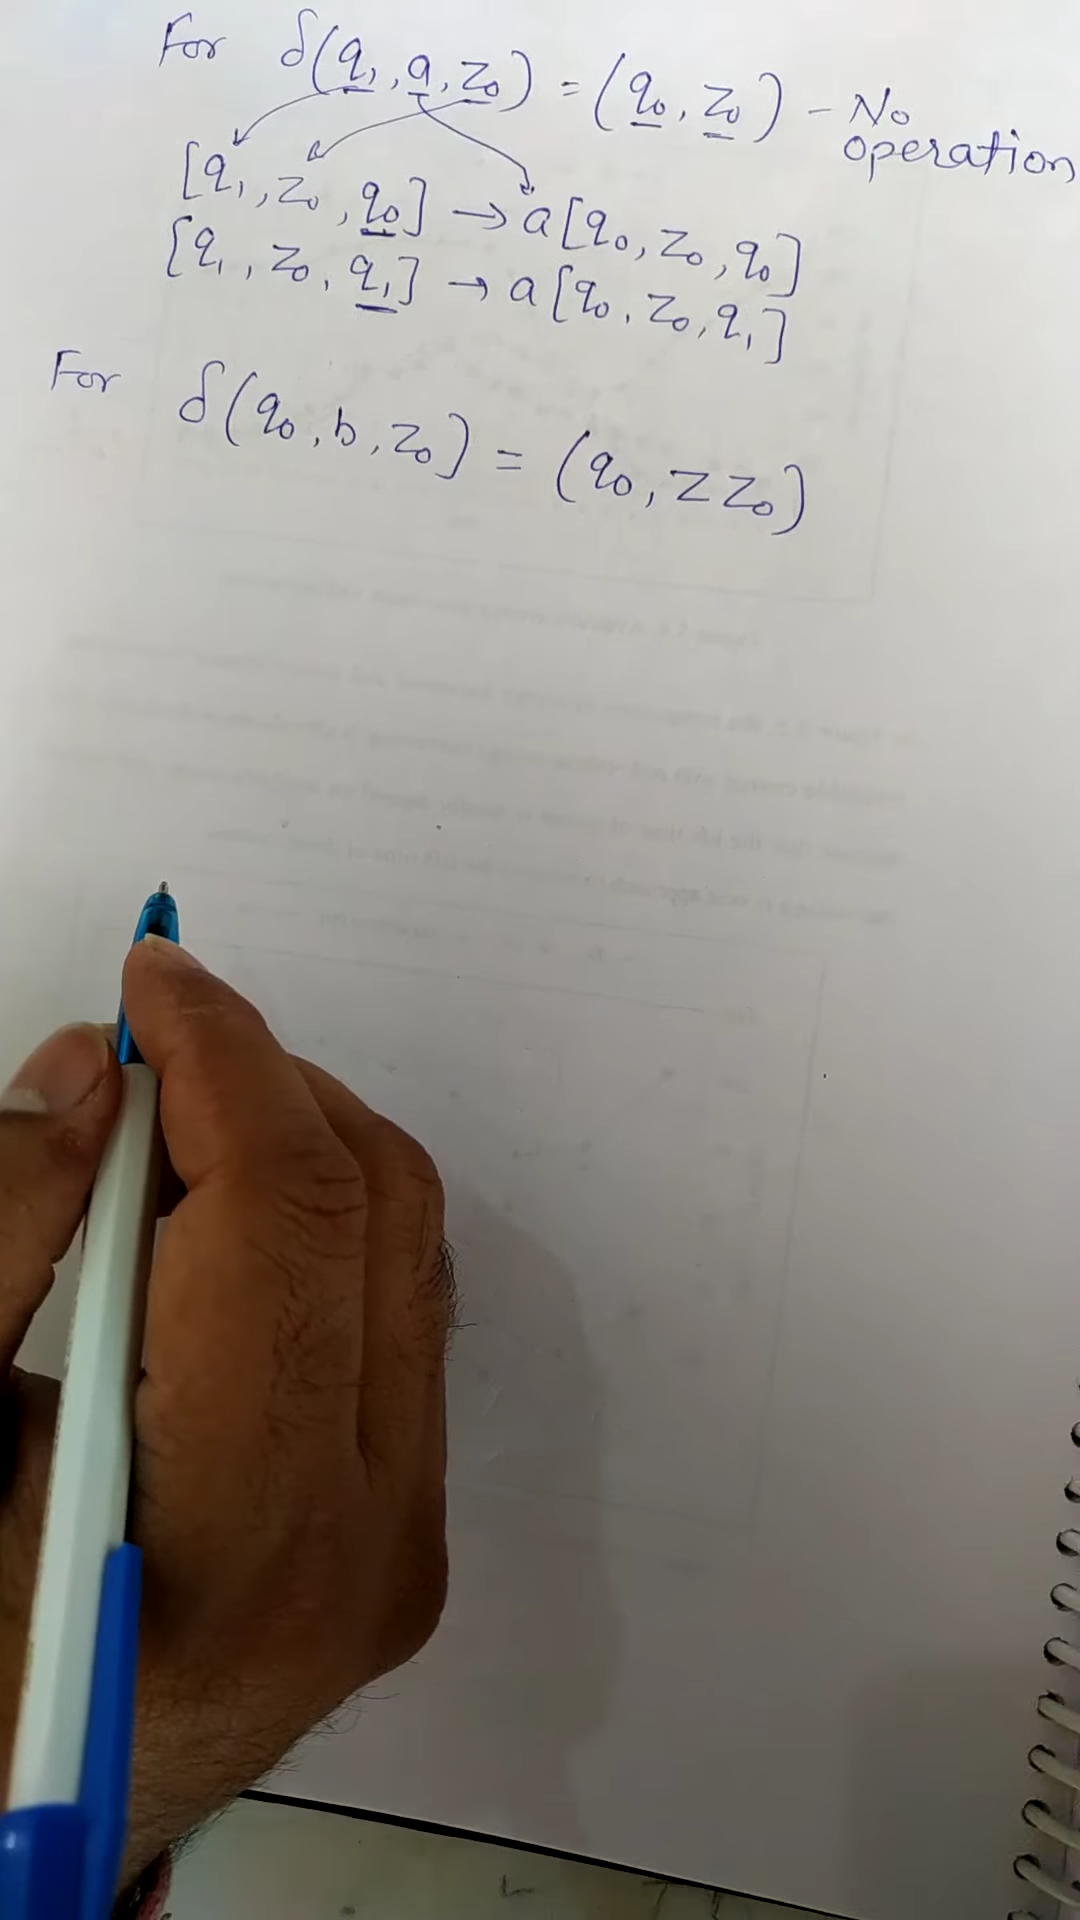 For δ(q₁, a, z₀) = (q₀, z₀) - No operation
[q₁, z₀, q₀] → a[q₀, z₀, q₀]
[q₁, z₀, q₁] → a[q₀, z₀, q₁]
For δ(q₀, b, z₀) = (q₀, z z₀)